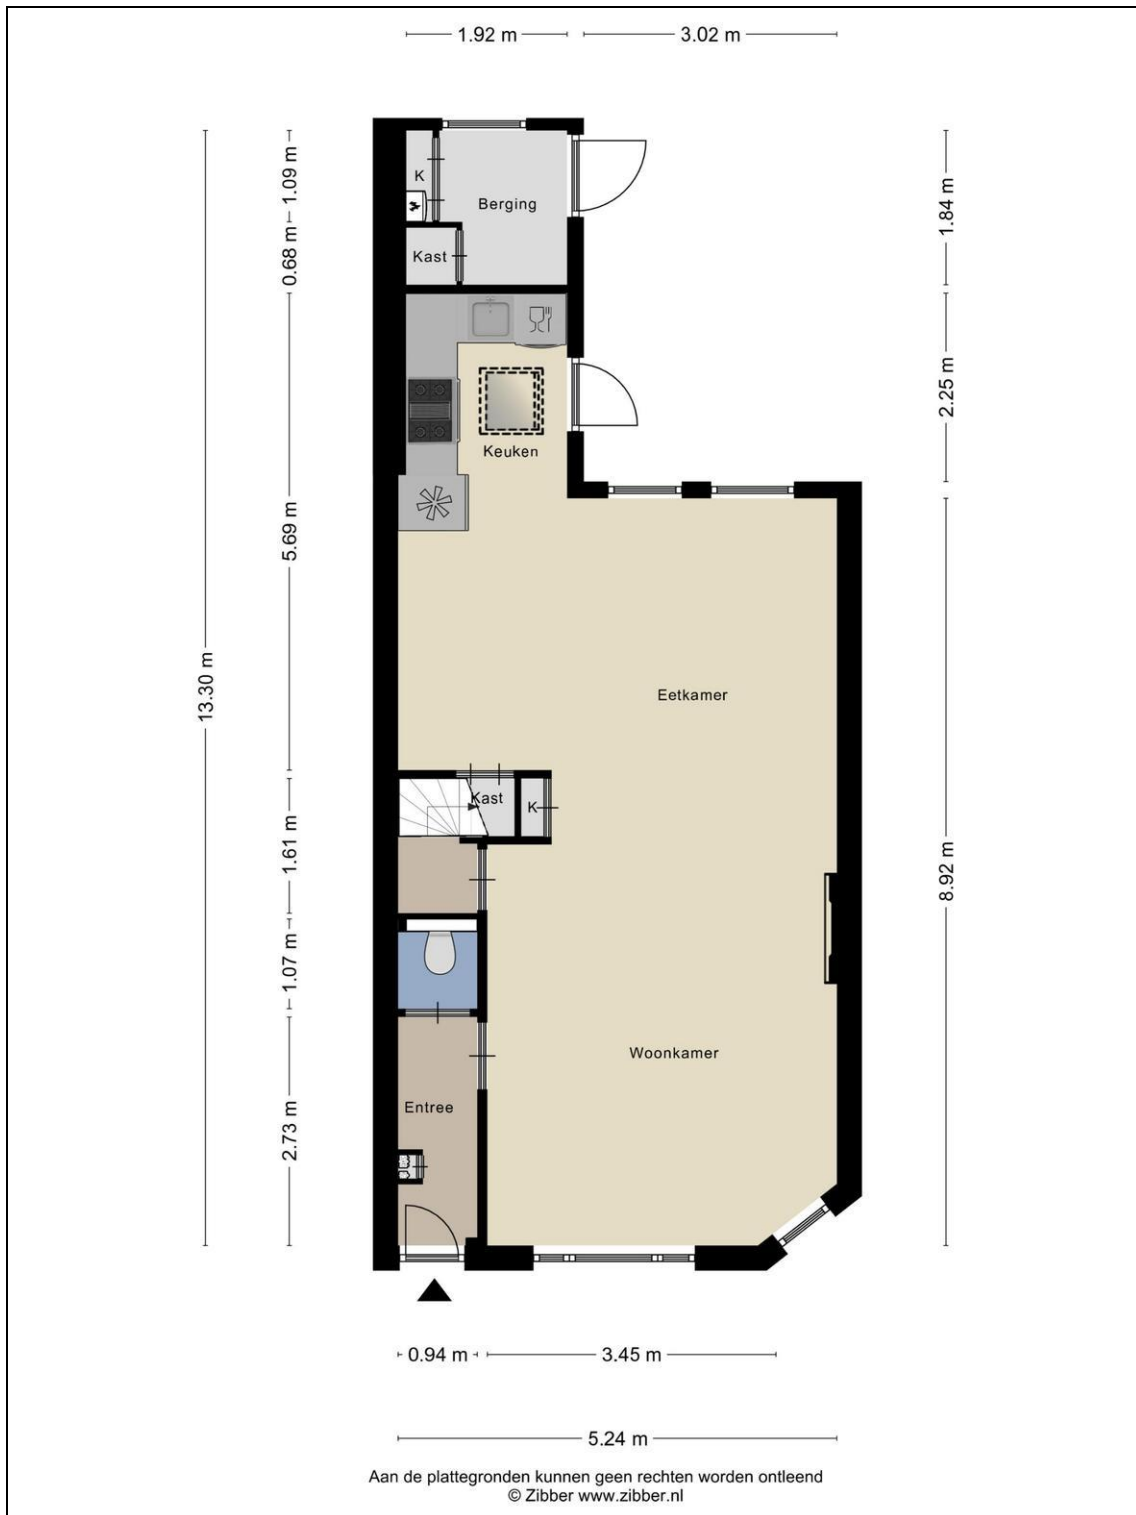 1.92 m
3.02 m
1.09 m
K
1.84 m
Berging
0.68 m
Kast
2.25 m
Keuken
5.69 m
13.30 m
Eetkamer
Kast
K
1.61 m
8.92 m
1.07 m
Woonkamer
Entree
2.73 m
0.94 m
3.45 m
5.24 m
Aan de plattegronden kunnen geen rechten worden ontleend
© Zibber www.zibber.nl